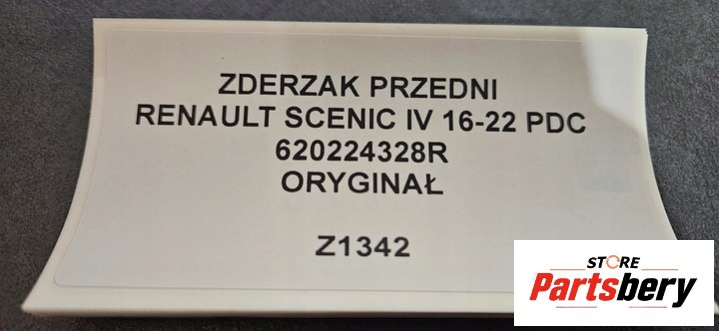 ZDERZAK PRZEDNI
RENAULT SCENIC IV 16-22 PDC
620224328R
ORYGINAŁ
Z1342
STORE
Partsbery